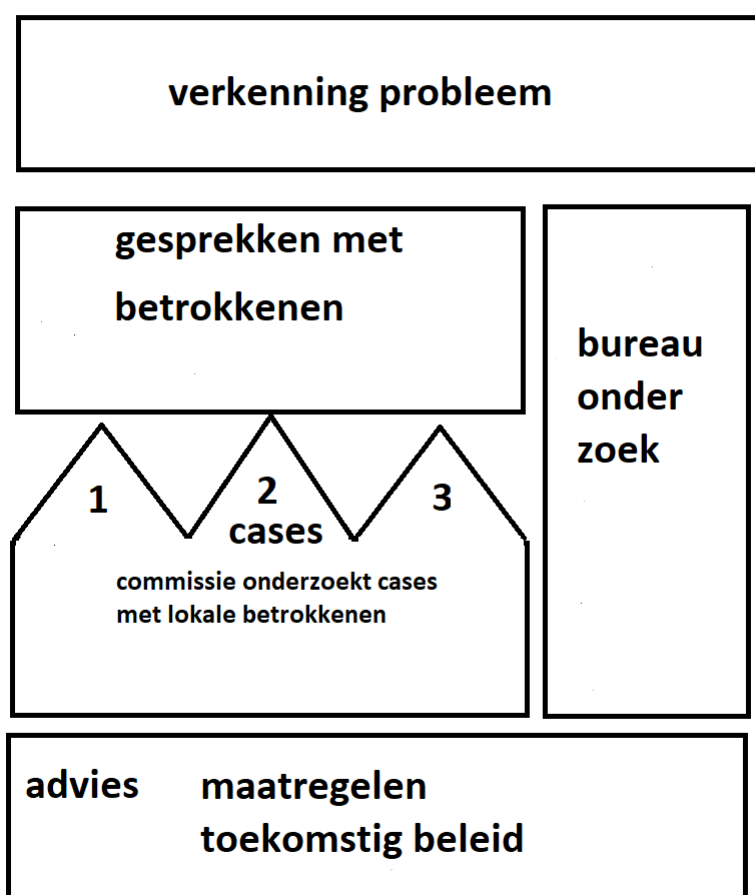 verkenning probleem
gesprekken met
betrokkenen
bureau
onder
zoek
1
2
3
cases
commissie onderzoekt cases
met lokale betrokkenen
advies
maatregelen
toekomstig beleid